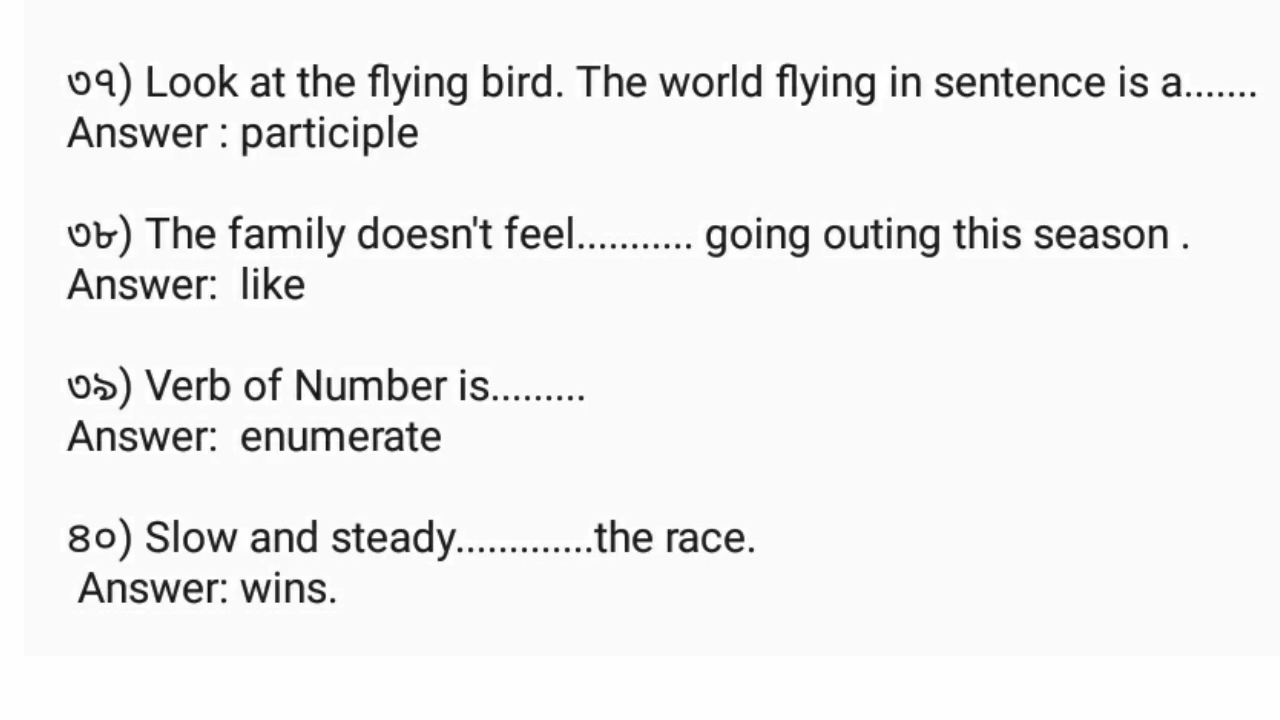 ৩৭) Look at the flying bird. The world flying in sentence is a.......
Answer : participle
৩৮) The family doesn't feel........... going outing this season .
Answer: like
৩৯) Verb of Number is.........
Answer: enumerate
৪০) Slow and steady.............the race.
Answer: wins.